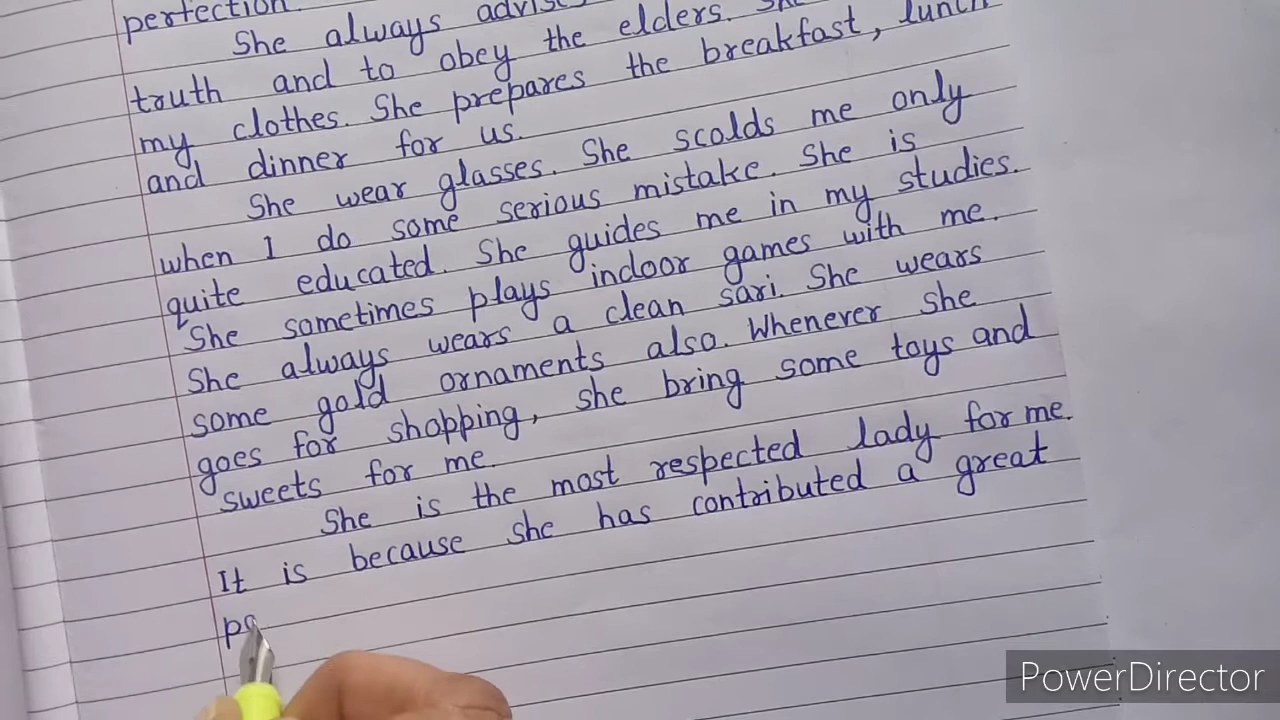 perfection
She always advise
truth and to obey the elders. She
my clothes. She prepares the breakfast, lunch
and dinner for us.
She wear glasses. She scolds me only
when I do some serious mistake. She is
quite educated. She guides me in my studies.
She sometimes plays indoor games with me.
She always wears a clean sari. She wears
some gold ornaments also. Whenever she
goes for shopping, she bring some toys and
sweets for me.
She is the most respected lady for me.
It is because she has contributed a great
PowerDirector